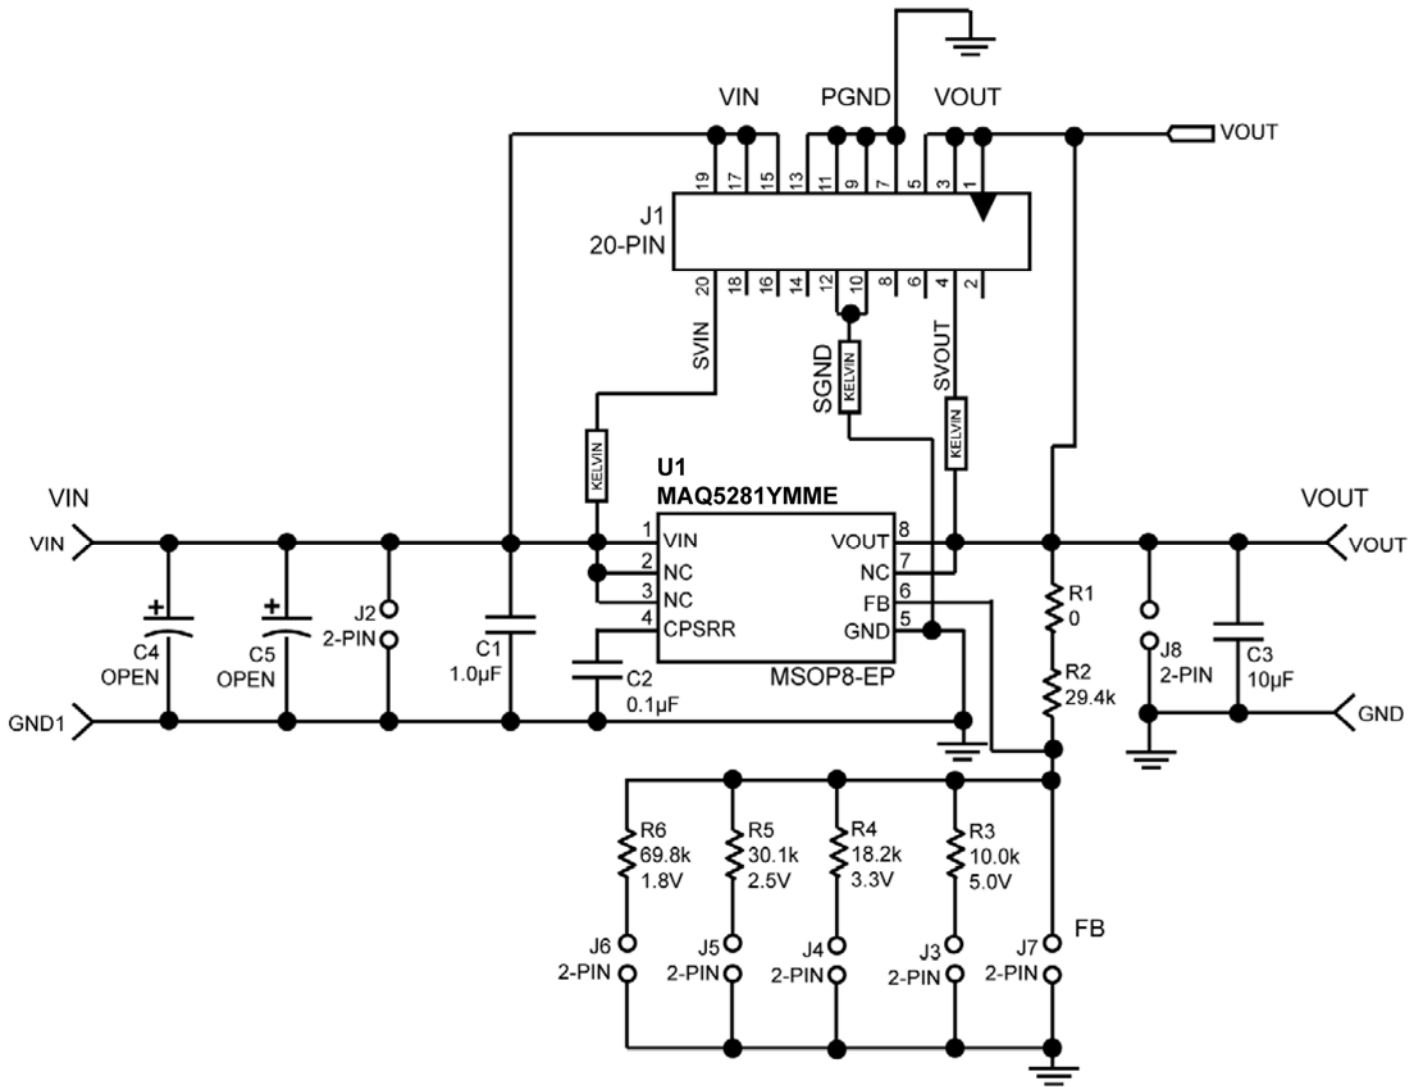 VIN
PGND
VOUT
VOUT
19
17
15
13
11
9
7
5
3
1
J1
20-PIN
20
18
16
14
12
10
8
6
4
2
SVIN
SGND
KELVIN
SVOUT
KELVIN
KELVIN
U1
MAQ5281YMME
VIN
VIN
VOUT
VOUT
1
VIN
VOUT
8
2
NC
NC
7
3
NC
FB
6
4
CPSRR
GND
5
MSOP8-EP
+
C4
OPEN
+
C5
OPEN
J2
2-PIN
C1
1.0µF
C2
0.1µF
R1
0
R2
29.4k
J8
2-PIN
C3
10µF
GND1
GND
R6
69.8k
1.8V
R5
30.1k
2.5V
R4
18.2k
3.3V
R3
10.0k
5.0V
FB
J6
2-PIN
J5
2-PIN
J4
2-PIN
J3
2-PIN
J7
2-PIN